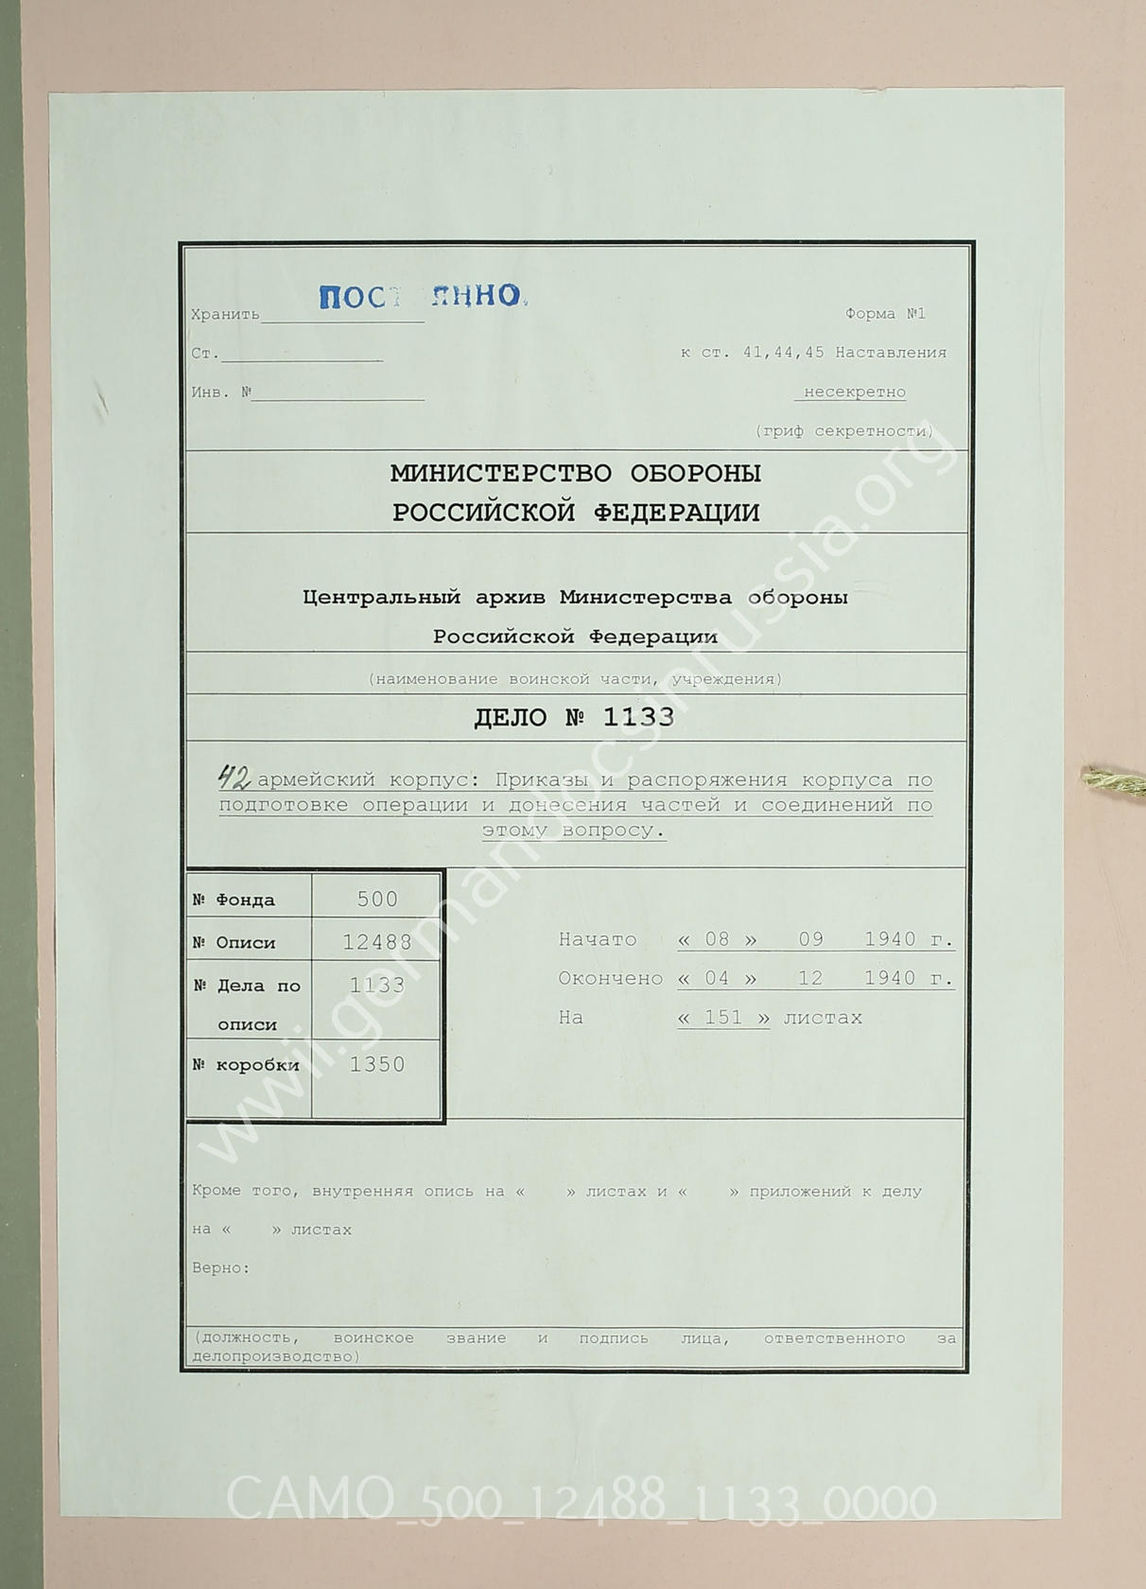 ПОСТ ЯННО.
Хранить
Форма №1
Ст.
к ст. 41,44,45 Наставления
Инв. №
несекретно
(гриф секретности)
МИНИСТЕРСТВО ОБОРОНЫ
РОССИЙСКОЙ ФЕДЕРАЦИИ
Центральный архив Министерства обороны
Российской Федерации
(наименование воинской части, учреждения)
ДЕЛО № 1133
42 армейский корпус: Приказы и распоряжения корпуса по
подготовке операции и донесения частей и соединений по
этому вопросу.
№ Фонда 500
№ Описи 12488
№ Дела по 1133
описи
№ коробки 1350
Начато « 08 » 09 1940 г.
Окончено « 04 » 12 1940 г.
На « 151 » листах
Кроме того, внутренняя опись на « » листах и « » приложений к делу
на « » листах
Верно:
(должность, воинское звание и подпись лица, ответственного за
делопроизводство)
www.wwii.germandocsinrussia.org
CAMO_500_12488_1133_0000